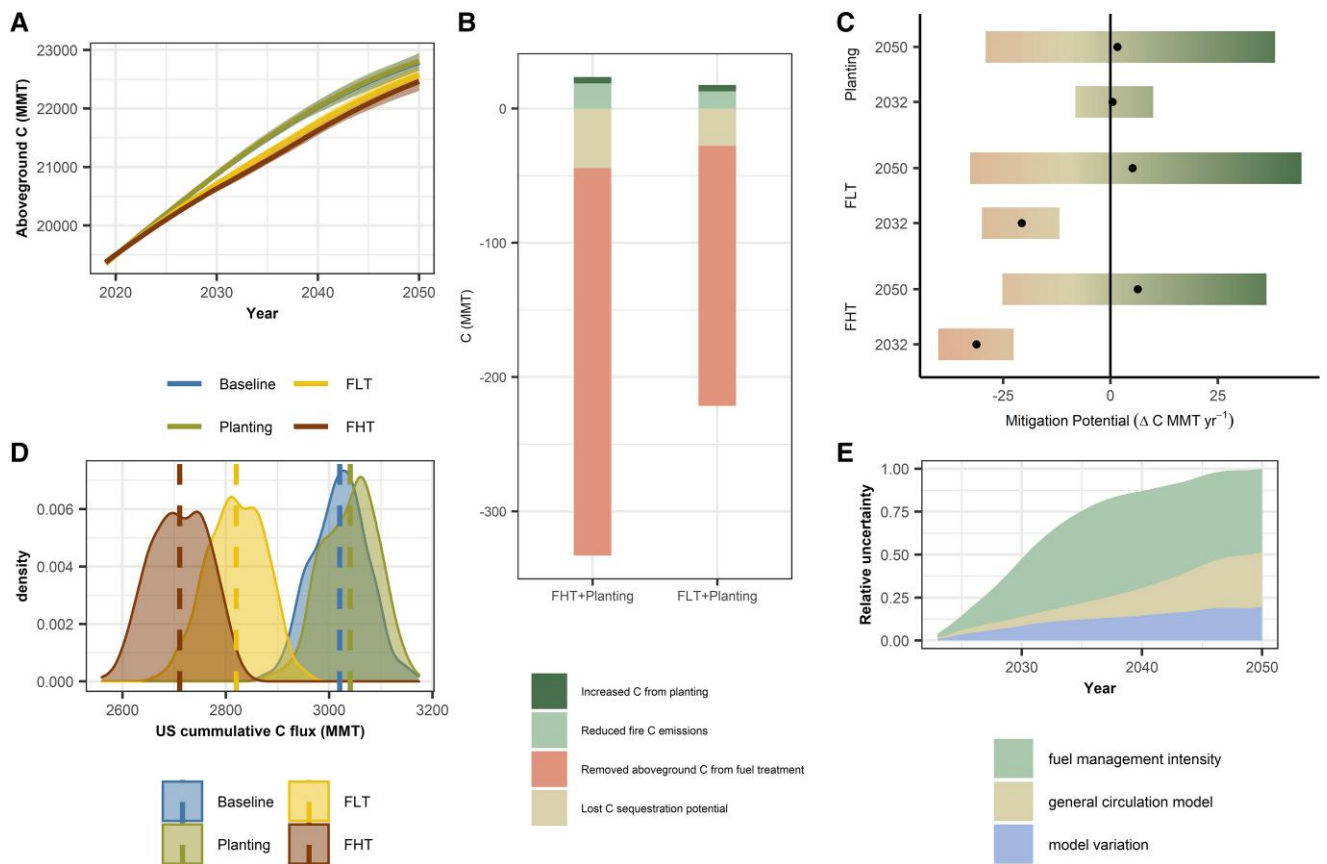 A
23000
22000
21000
20000
Aboveground C (MMT)
2020
2030
2040
2050
Year
Baseline
FLT
Planting
FHT
B
0
-100
-200
-300
C (MMT)
FHT+Planting
FLT+Planting
Increased C from planting
Reduced fire C emissions
Removed aboveground C from fuel treatment
Lost C sequestration potential
C
Planting
2050
2032
FLT
2050
2032
FHT
2050
2032
-25
0
25
Mitigation Potential (Δ C MMT yr⁻¹)
D
0.006
0.004
0.002
0.000
density
2600
2800
3000
3200
US cummulative C flux (MMT)
Baseline
FLT
Planting
FHT
E
1.00
0.75
0.50
0.25
0.00
Relative uncertainty
2030
2040
2050
Year
fuel management intensity
general circulation model
model variation